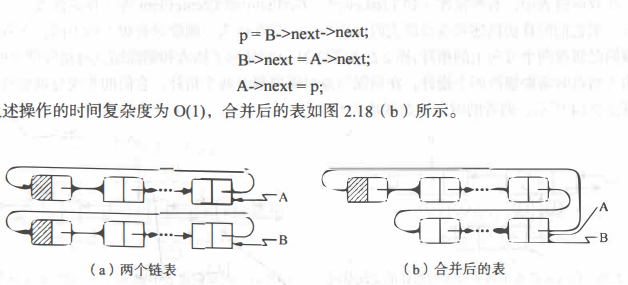 p = B->next->next;
B->next = A->next;
A->next = p;
述操作的时间复杂度为 O(1)，合并后的表如图 2.18（b）所示。
A
B
A
B
（a）两个链表
（b）合并后的表